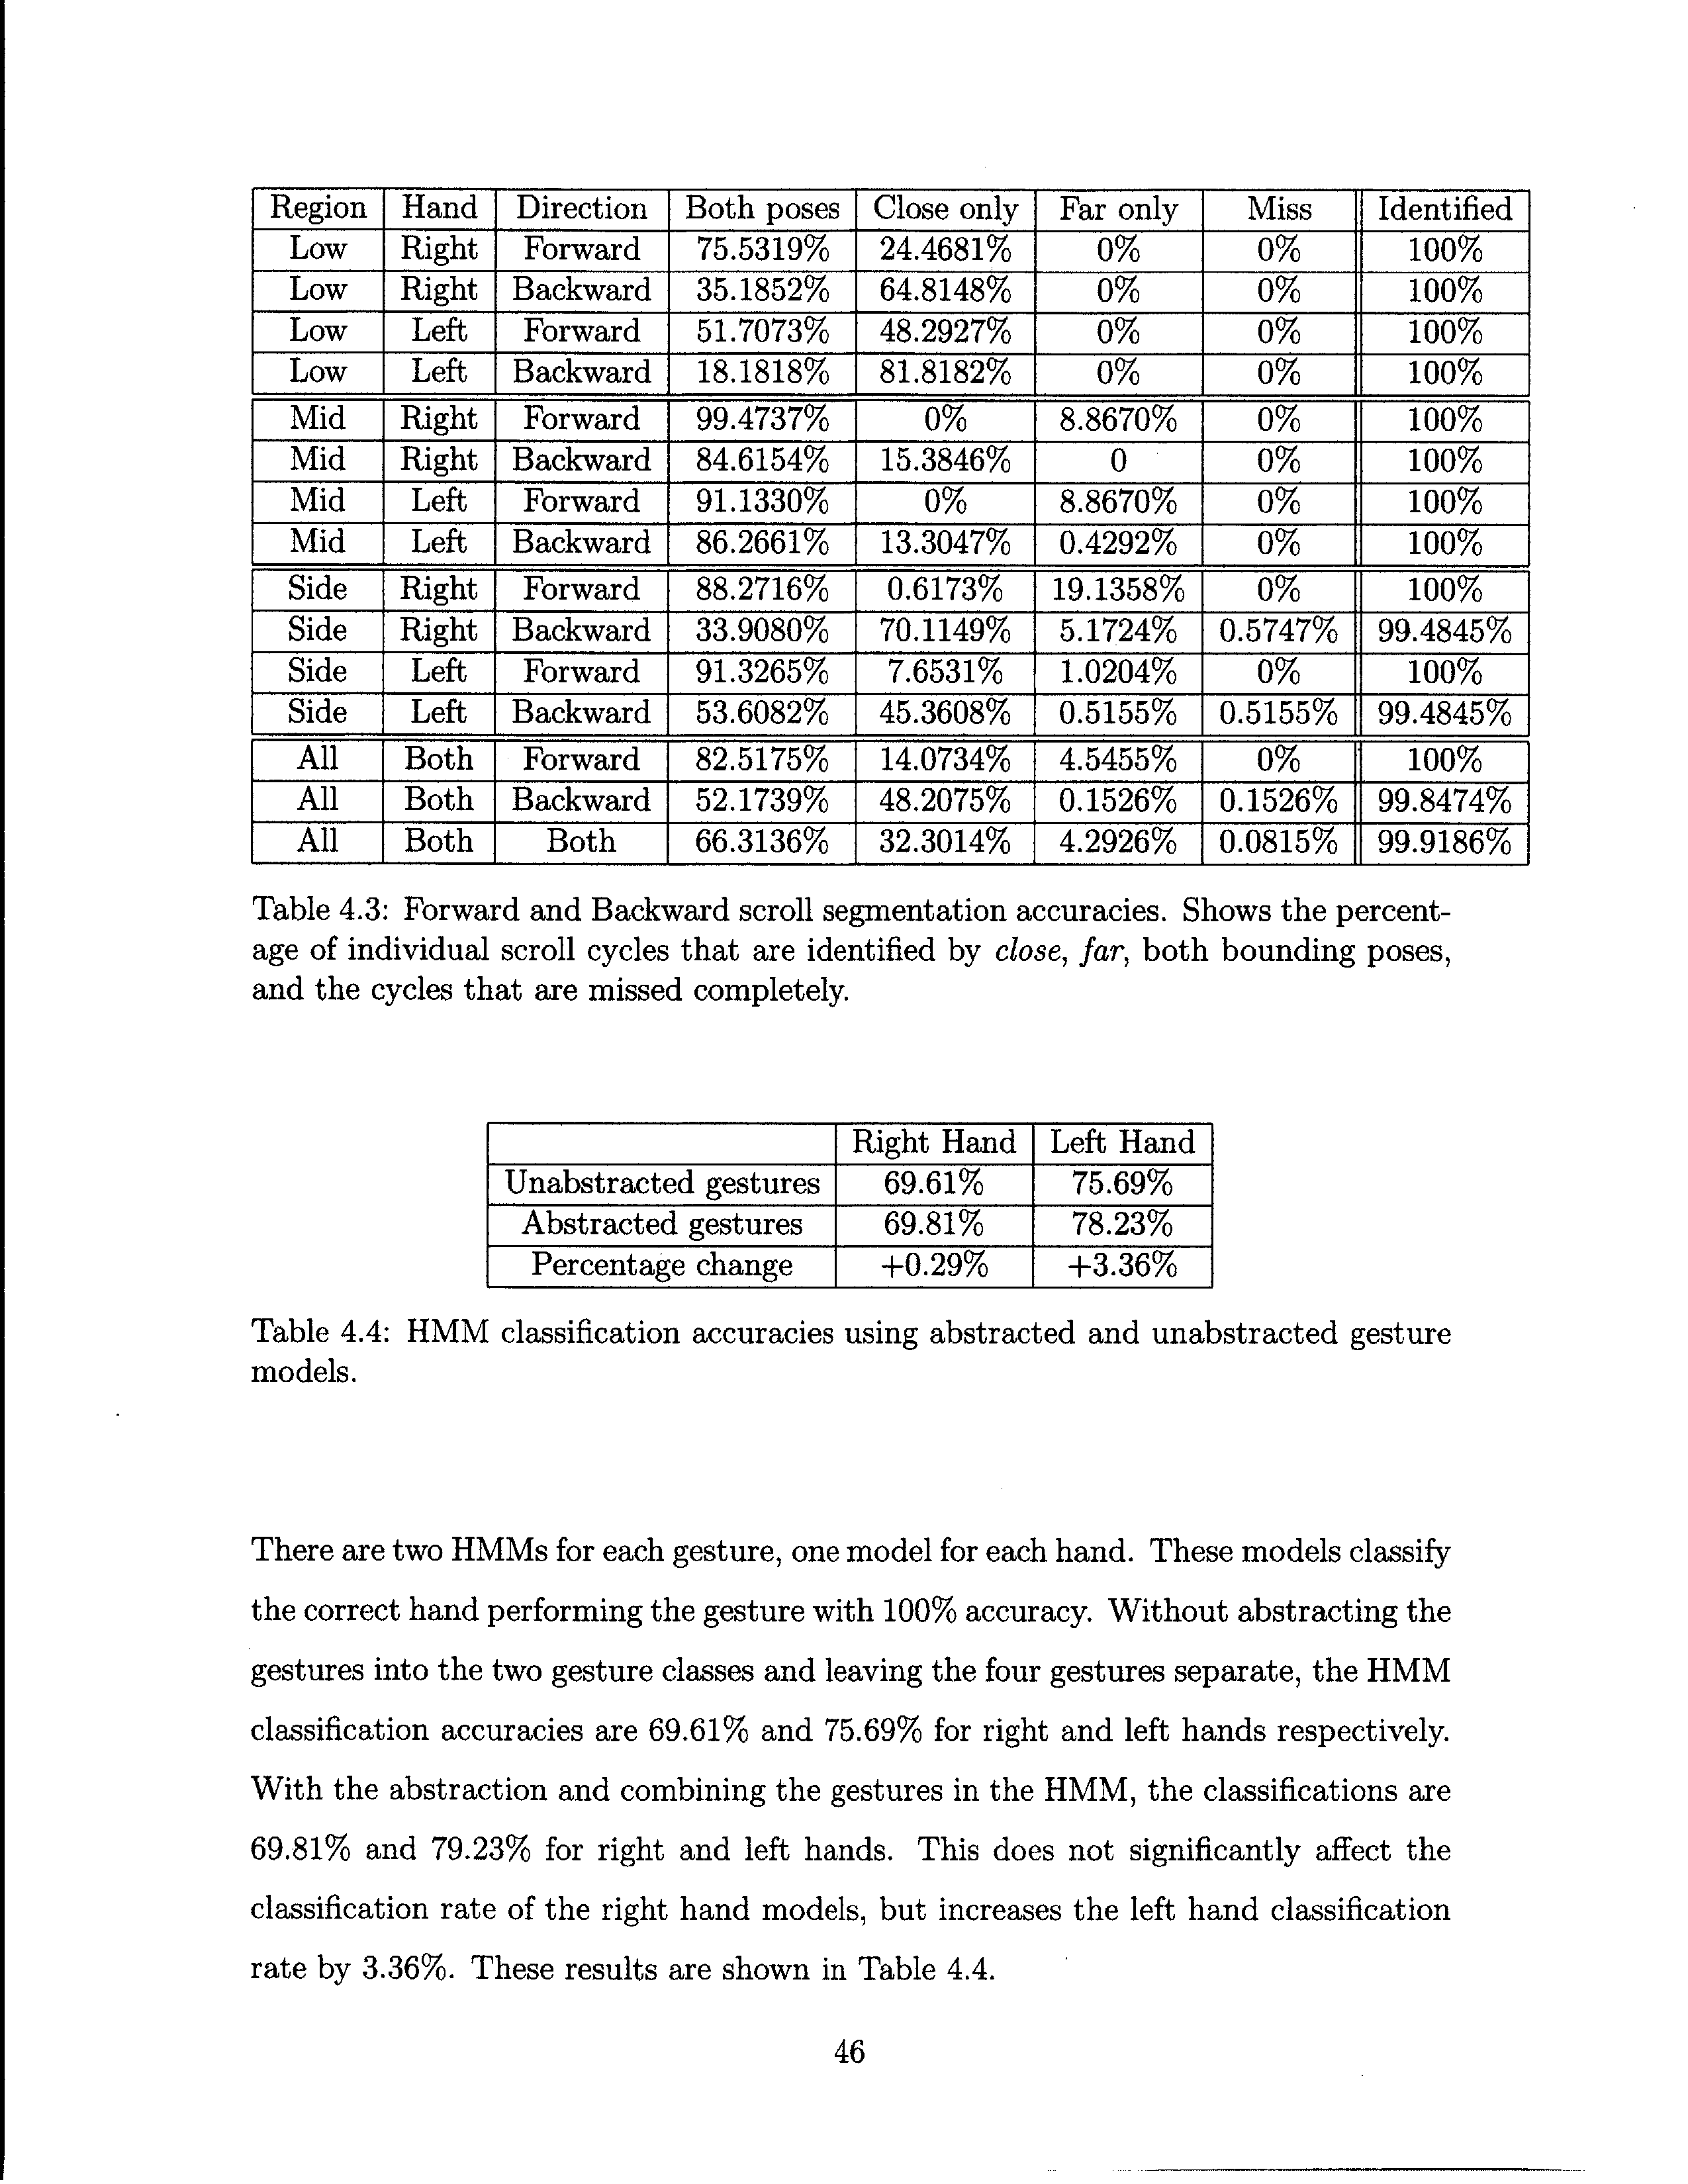 Region Hand Direction Both poses Close only Far only Miss Identified
Low Right Forward 75.5319% 24.4681% 0% 0% 100%
Low Right Backward 35.1852% 64.8148% 0% 0% 100%
Low Left Forward 51.7073% 48.2927% 0% 0% 100%
Low Left Backward 18.1818% 81.8182% 0% 0% 100%
Mid Right Forward 99.4737% 0% 8.8670% 0% 100%
Mid Right Backward 84.6154% 15.3846% 0 0% 100%
Mid Left Forward 91.1330% 0% 8.8670% 0% 100%
Mid Left Backward 86.2661% 13.3047% 0.4292% 0% 100%
Side Right Forward 88.2716% 0.6173% 19.1358% 0% 100%
Side Right Backward 33.9080% 70.1149% 5.1724% 0.5747% 99.4845%
Side Left Forward 91.3265% 7.6531% 1.0204% 0% 100%
Side Left Backward 53.6082% 45.3608% 0.5155% 0.5155% 99.4845%
All Both Forward 82.5175% 14.0734% 4.5455% 0% 100%
All Both Backward 52.1739% 48.2075% 0.1526% 0.1526% 99.8474%
All Both Both 66.3136% 32.3014% 4.2926% 0.0815% 99.9186%
Table 4.3: Forward and Backward scroll segmentation accuracies. Shows the percent-
age of individual scroll cycles that are identified by close, far, both bounding poses,
and the cycles that are missed completely.
Right Hand Left Hand
Unabstracted gestures 69.61% 75.69%
Abstracted gestures 69.81% 78.23%
Percentage change +0.29% +3.36%
Table 4.4: HMM classification accuracies using abstracted and unabstracted gesture
models.
There are two HMMs for each gesture, one model for each hand. These models classify
the correct hand performing the gesture with 100% accuracy. Without abstracting the
gestures into the two gesture classes and leaving the four gestures separate, the HMM
classification accuracies are 69.61% and 75.69% for right and left hands respectively.
With the abstraction and combining the gestures in the HMM, the classifications are
69.81% and 79.23% for right and left hands. This does not significantly affect the
classification rate of the right hand models, but increases the left hand classification
rate by 3.36%. These results are shown in Table 4.4.
46